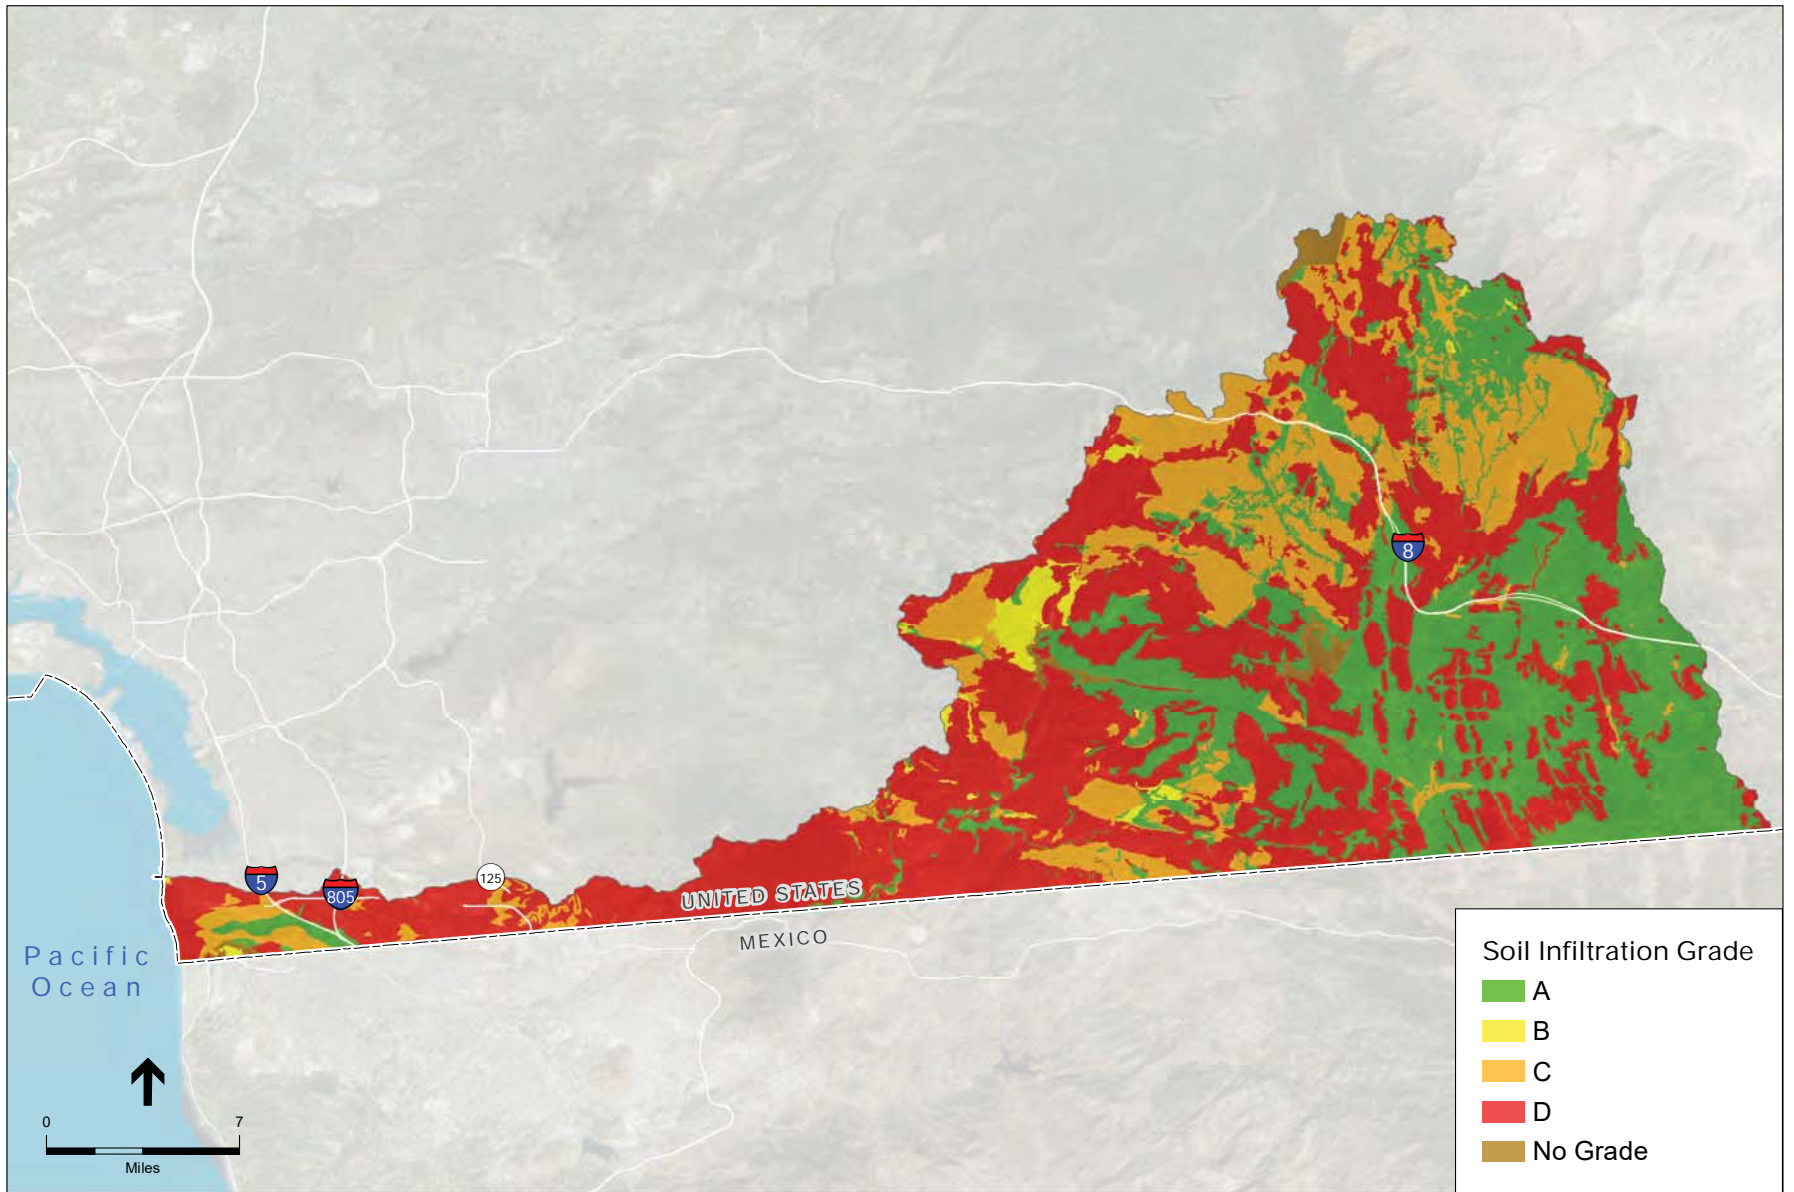 8
5
805
125
UNITED STATES
MEXICO
Pacific
Ocean
0 7
Miles
Soil Infiltration Grade
A
B
C
D
No Grade